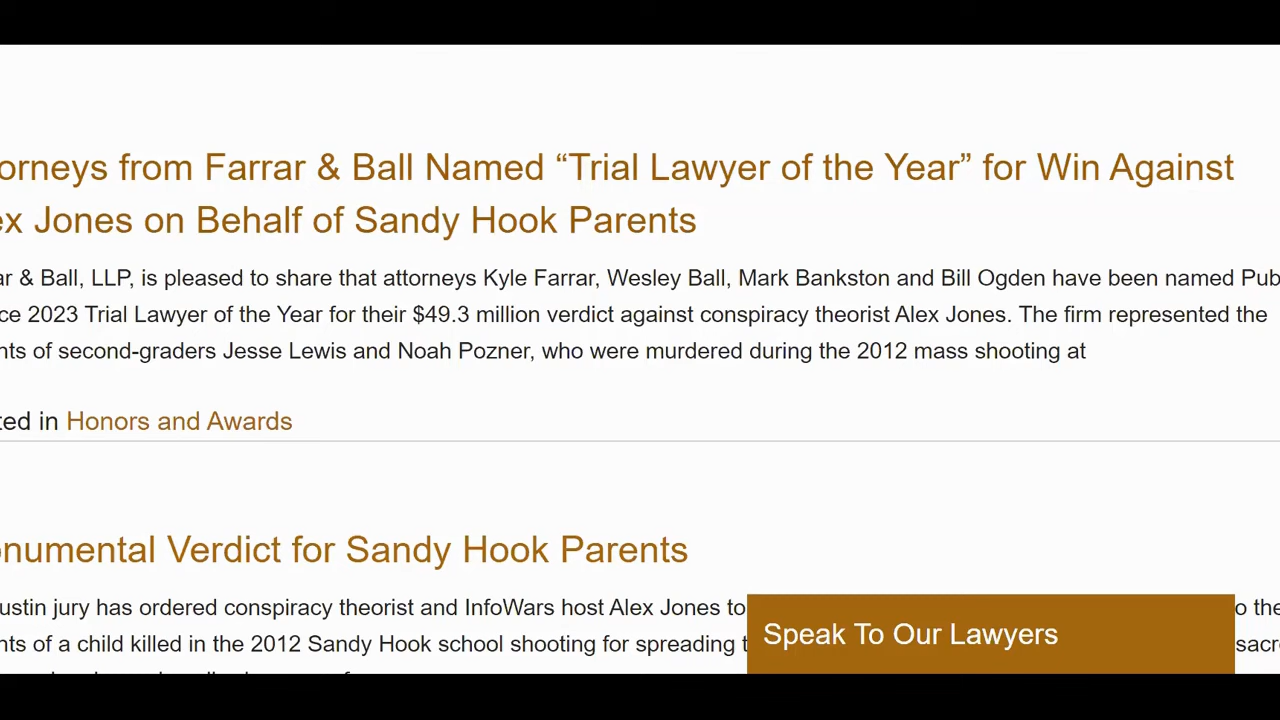 orneys from Farrar & Ball Named “Trial Lawyer of the Year” for Win Against
ex Jones on Behalf of Sandy Hook Parents
ar & Ball, LLP, is pleased to share that attorneys Kyle Farrar, Wesley Ball, Mark Bankston and Bill Ogden have been named Pub
ce 2023 Trial Lawyer of the Year for their $49.3 million verdict against conspiracy theorist Alex Jones. The firm represented the
nts of second-graders Jesse Lewis and Noah Pozner, who were murdered during the 2012 mass shooting at
ted in Honors and Awards
onumental Verdict for Sandy Hook Parents
ustin jury has ordered conspiracy theorist and InfoWars host Alex Jones to
o the
nts of a child killed in the 2012 Sandy Hook school shooting for spreading
sacr
Speak To Our Lawyers